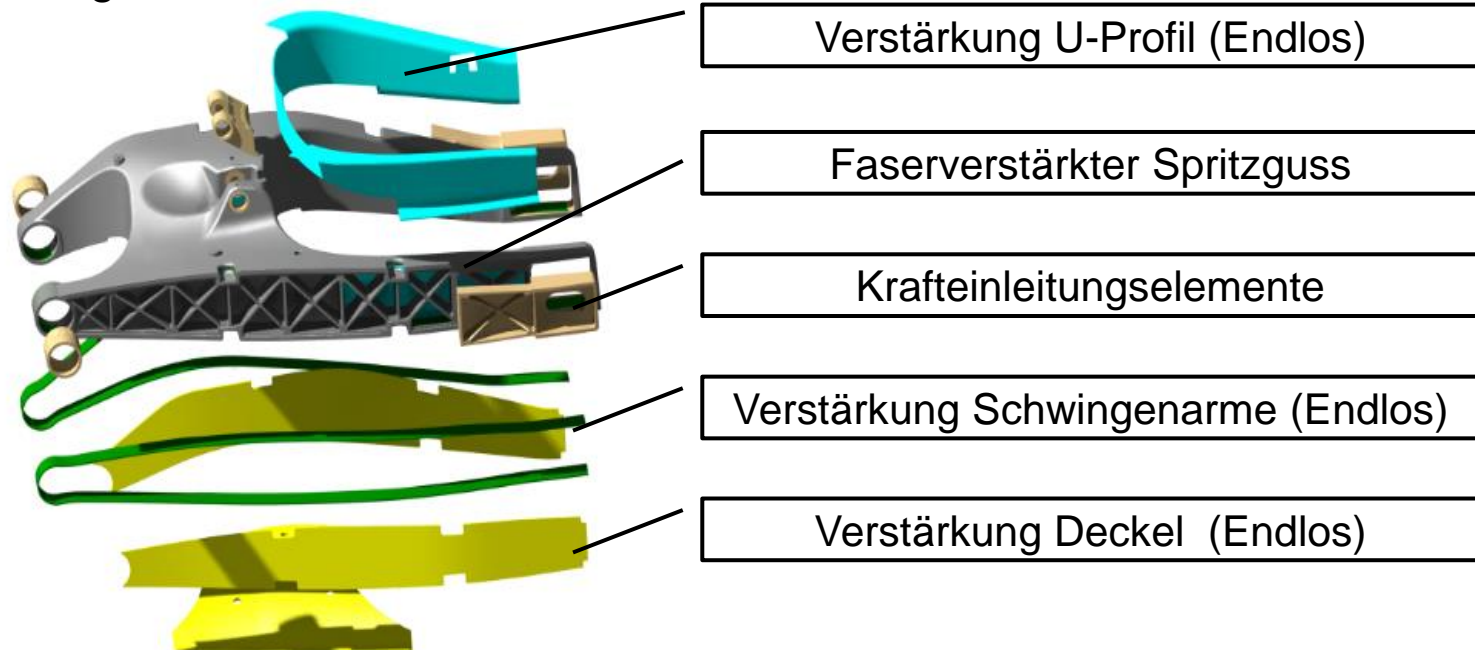 Verstärkung U-Profil (Endlos)
Faserverstärkter Spritzguss
Krafteinleitungselemente
Verstärkung Schwingenarme (Endlos)
Verstärkung Deckel (Endlos)